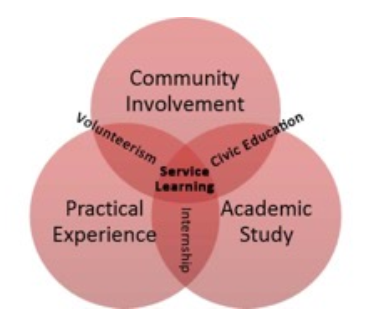 Community
Involvement
Volunteerism
Civic Education
Service
Learning
Practical
Experience
Internship
Academic
Study